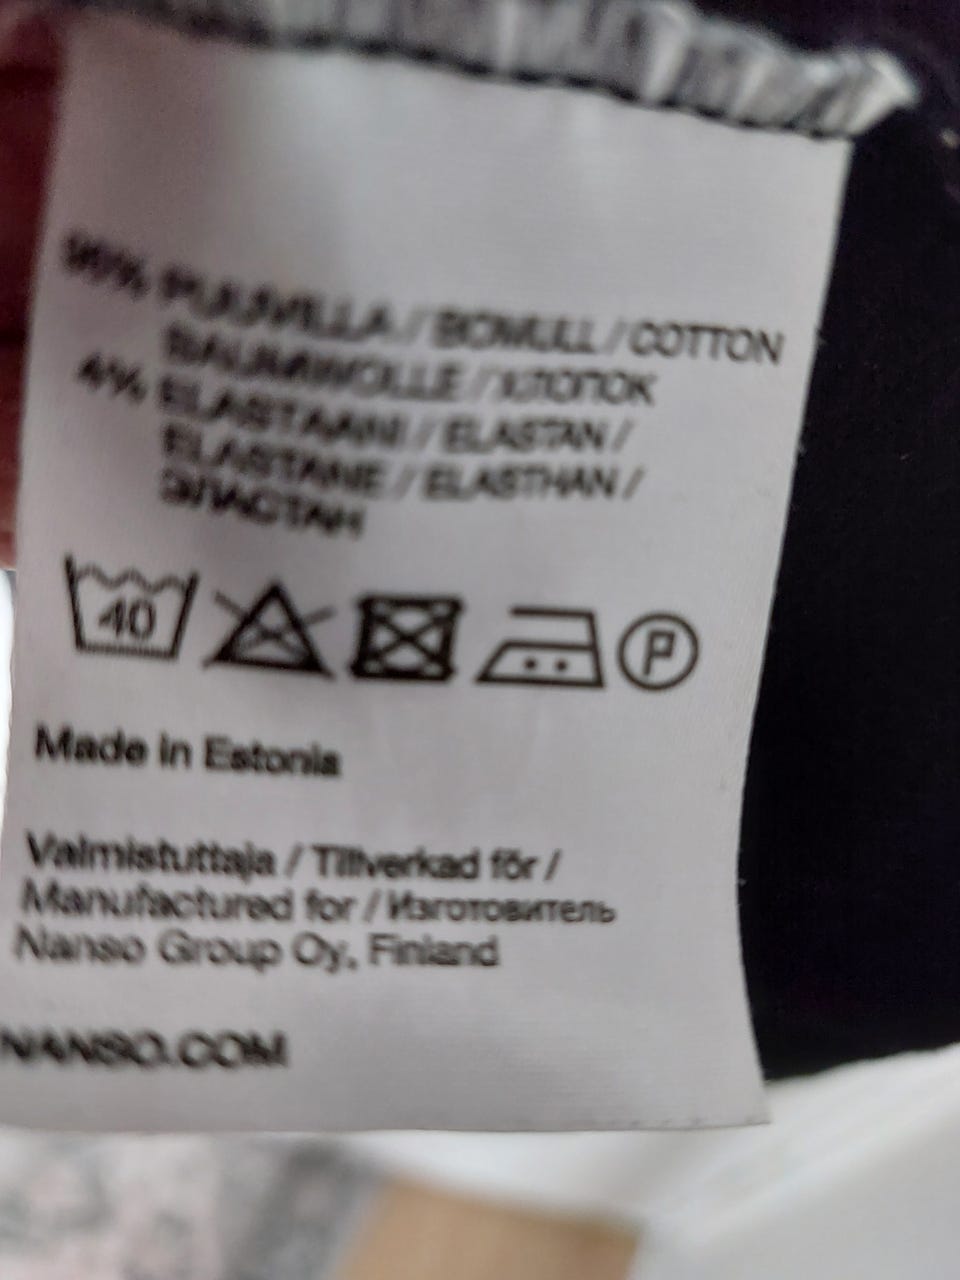 96% PUUVILLA / BOMULL / COTTON
BAUMWOLLE / ХЛОПОК
4% ELASTAANI / ELASTAN /
ELASTANE / ELASTHAN /
ЭЛАСТАН
40 P
Made in Estonia
Valmistuttaja / Tillverkad för /
Manufactured for / Изготовитель
Nanso Group Oy, Finland
NANSO.COM